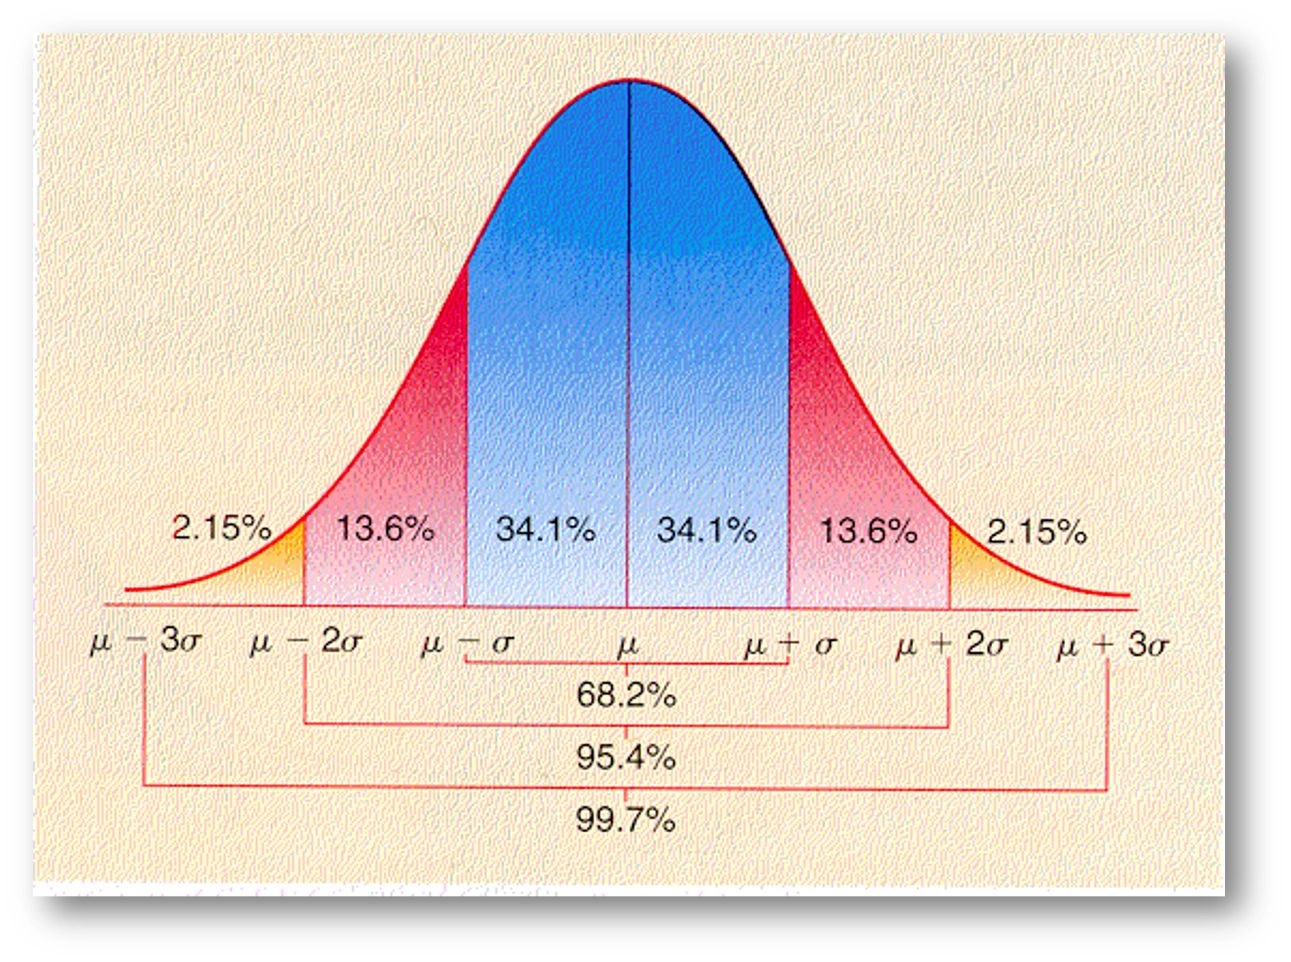 2.15% 13.6% 34.1% 34.1% 13.6% 2.15%
μ − 3σ μ − 2σ μ − σ μ μ + σ μ + 2σ μ + 3σ
68.2%
95.4%
99.7%